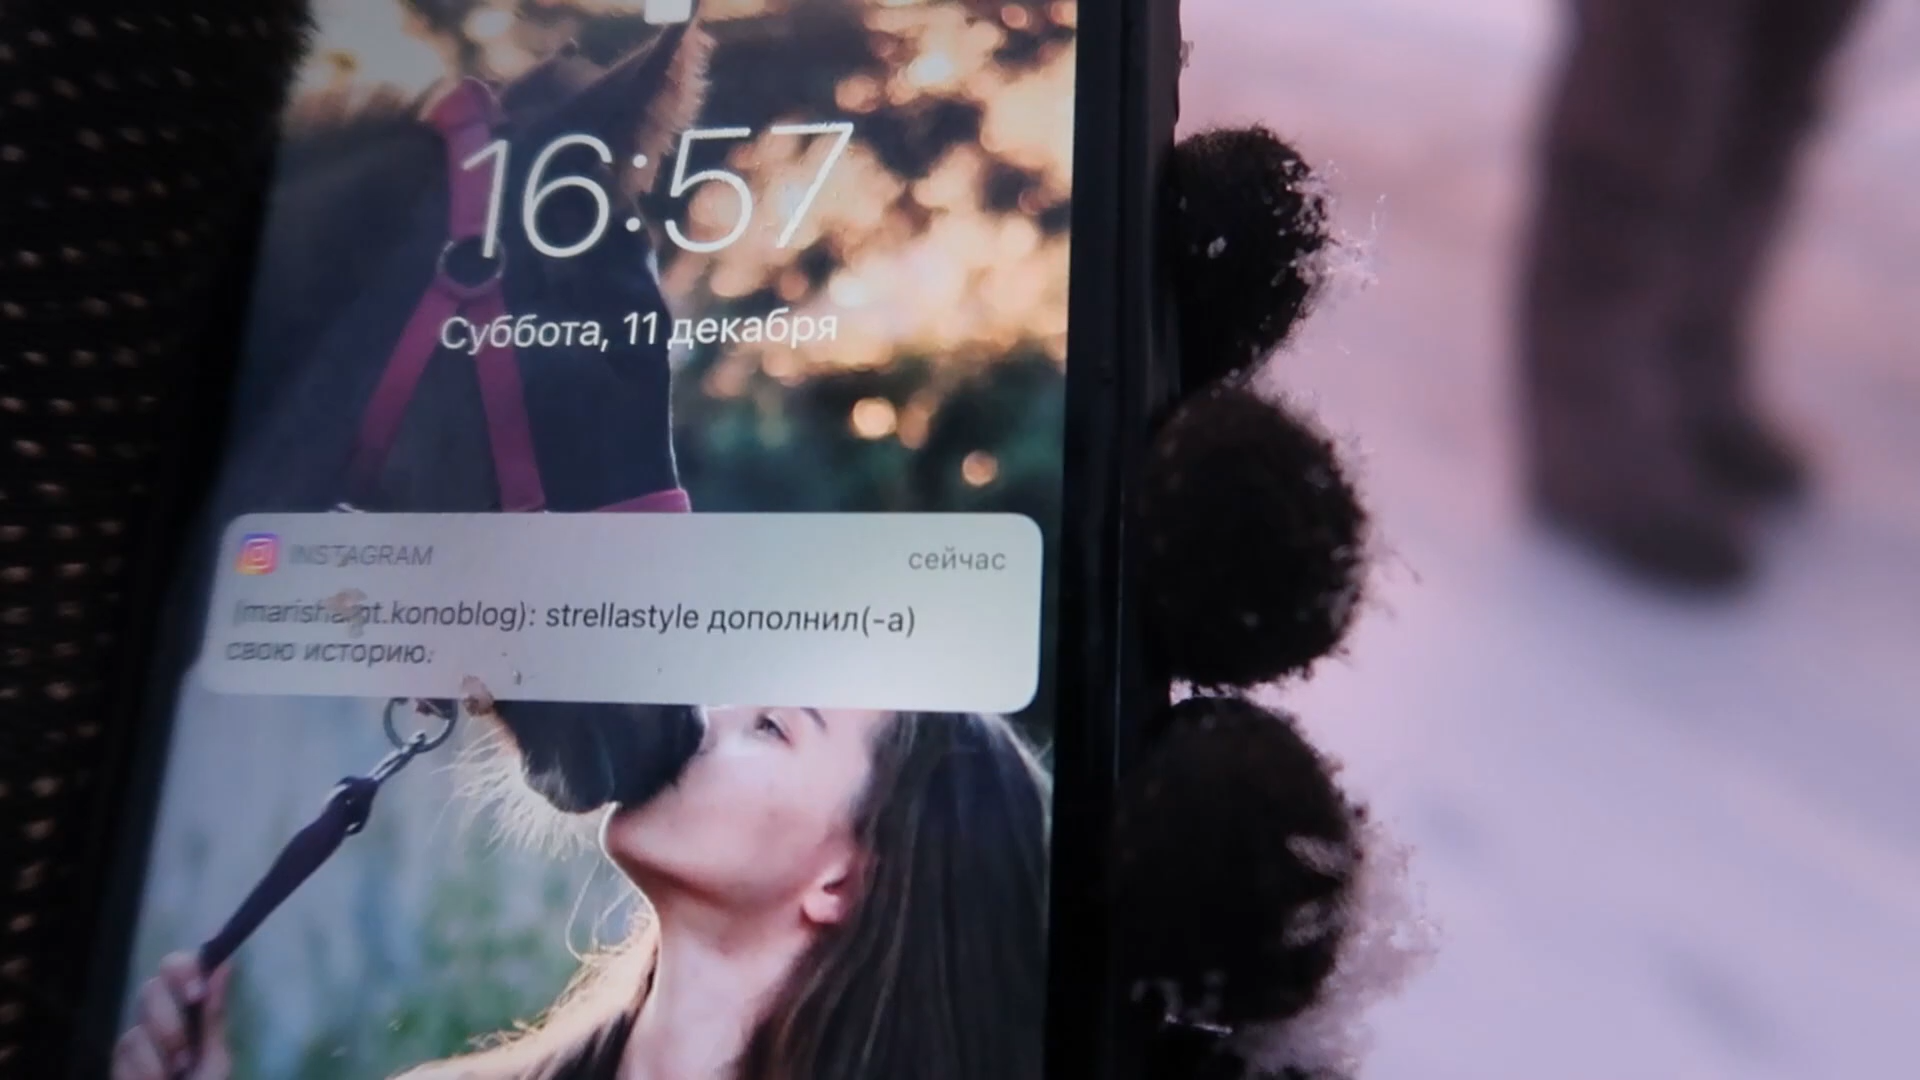 16:57
Суббота, 11 декабря
INSTAGRAM сейчас
strellastyle дополнил(-а)
свою историю.